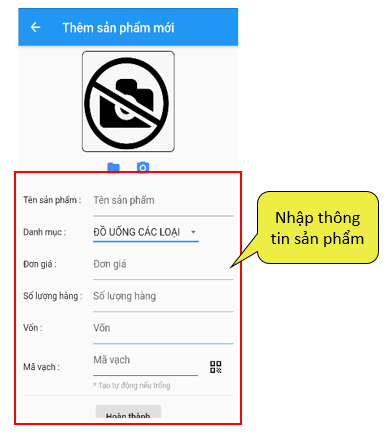 Thêm sản phẩm mới
Tên sản phẩm : Tên sản phẩm
Danh mục : ĐỒ UỐNG CÁC LOẠI
Đơn giá : Đơn giá
Số lượng hàng : Số lượng hàng
Vốn : Vốn
Mã vạch : Mã vạch
* Tạo tự động nếu trống
Hoàn thành
Nhập thông
tin sản phẩm